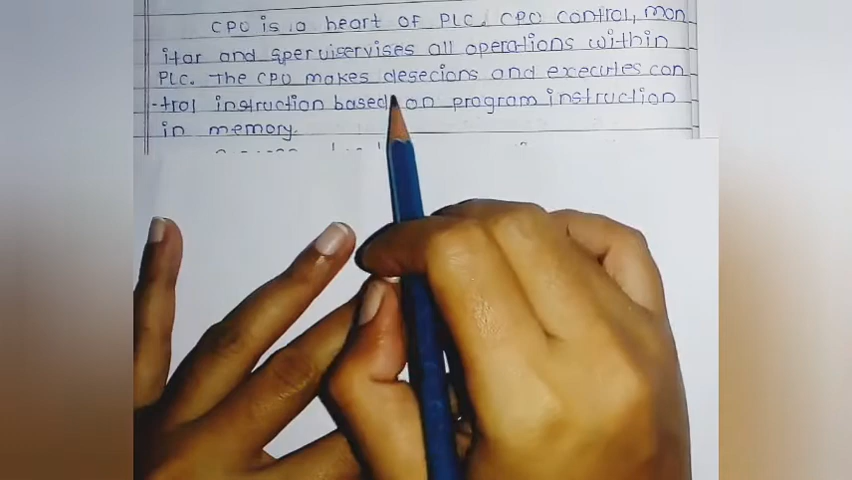 CPU is a heart of PLC. CPU control, mon
itor and sperviservises all operations within
PLC. The CPU makes desecions and executes con
-trol instruction based on program instruction
in memory.